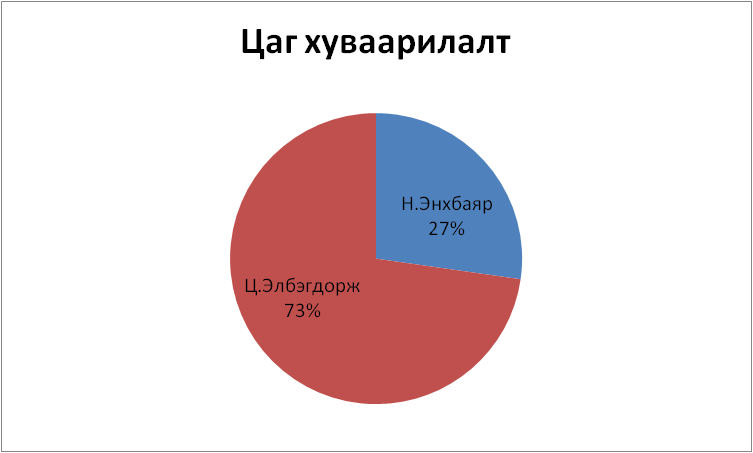 Цаг хуваарилалт
Н.Энхбаяр
27%
Ц.Элбэгдорж
73%